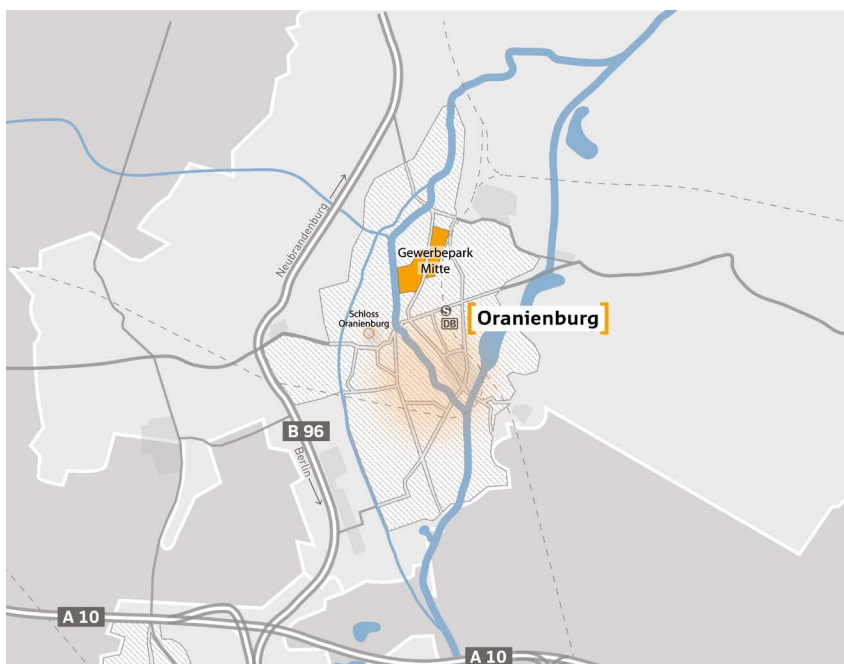 Neubrandenburg
Gewerbepark
Mitte
Schloss
Oranienburg
S
DB
Oranienburg
B 96
Berlin
A 10
A 10